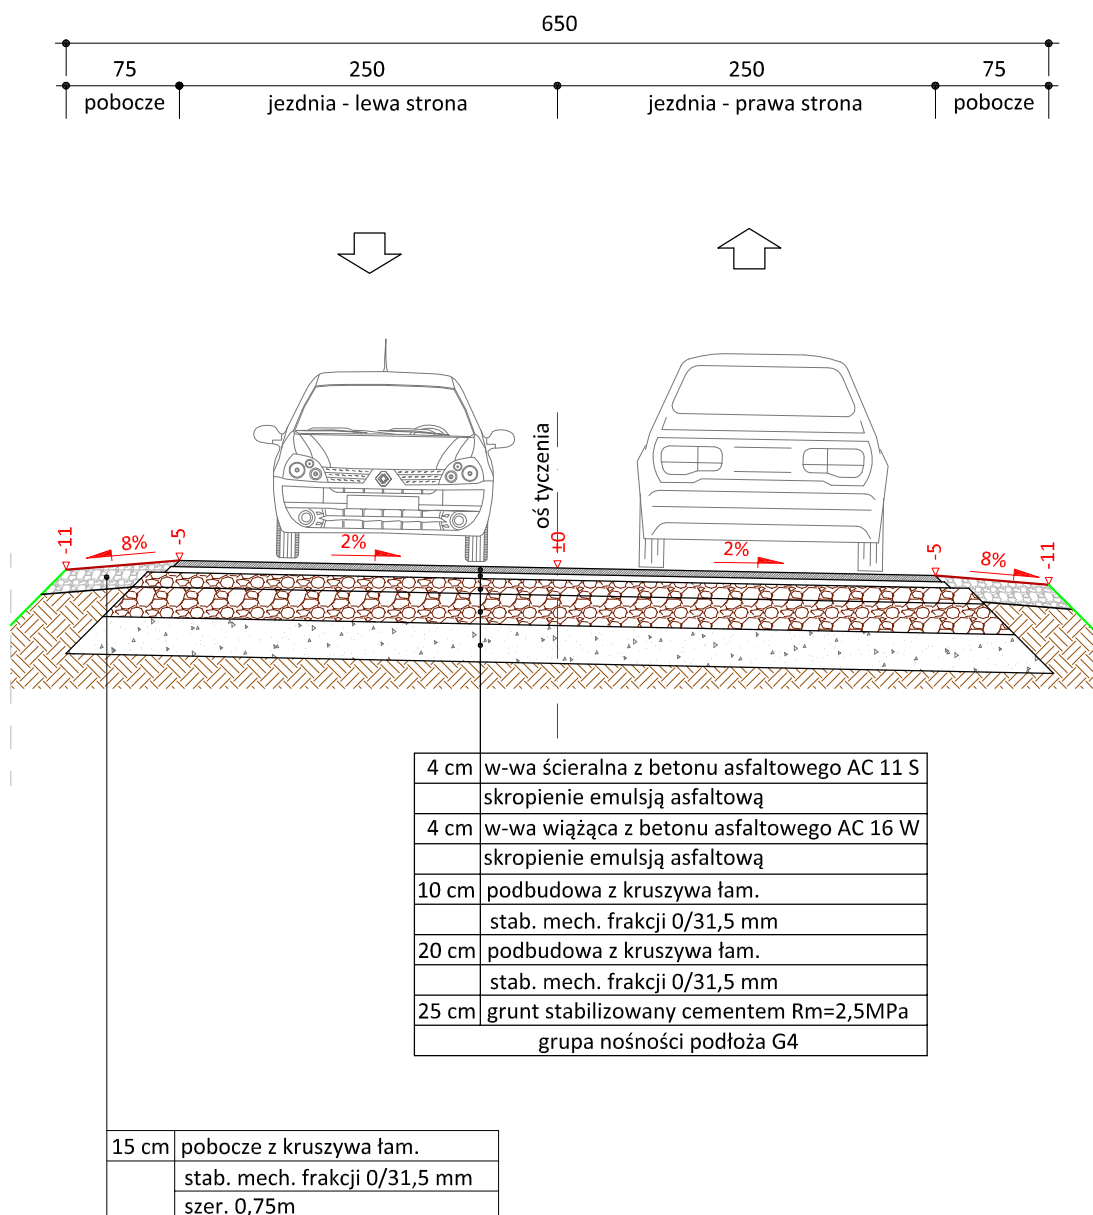 650
75 250 250 75
pobocze jezdnia - lewa strona jezdnia - prawa strona pobocze
oś tyczenia
-11 8% -5 2% ±0 2% -5 8% -11
4 cm w-wa ścieralna z betonu asfaltowego AC 11 S
skropienie emulsją asfaltową
4 cm w-wa wiążąca z betonu asfaltowego AC 16 W
skropienie emulsją asfaltową
10 cm podbudowa z kruszywa łam.
stab. mech. frakcji 0/31,5 mm
20 cm podbudowa z kruszywa łam.
stab. mech. frakcji 0/31,5 mm
25 cm grunt stabilizowany cementem Rm=2,5MPa
grupa nośności podłoża G4
15 cm pobocze z kruszywa łam.
stab. mech. frakcji 0/31,5 mm
szer. 0,75m